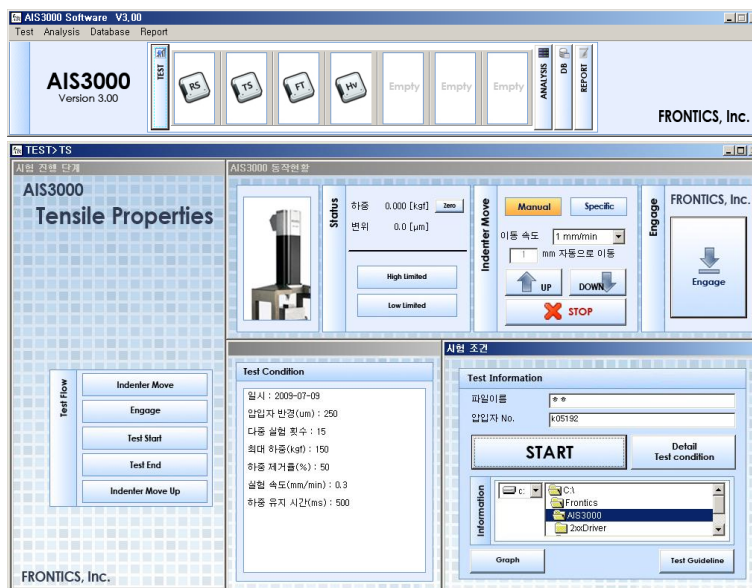 AIS3000 Software V3,00
Test Analysis Database Report
AIS3000
Version 3.00
TEST
RS
TS
FT
Hv
Empty
Empty
Empty
ANALYSIS
DB
REPORT
FRONTICS, Inc.
TEST>TS
시험 진행 단계
AIS3000
Tensile Properties
Test Flow
Indenter Move
Engage
Test Start
Test End
Indenter Move Up
FRONTICS, Inc.
AIS3000 동작현황
Status
하중 0.000 [kgf] Zero
변위 0.0 [µm]
High Limited
Low Limited
Indenter Move
Manual Specific
이동 속도 1 mm/min
1 mm 자동으로 이동
UP DOWN
STOP
Engage
FRONTICS, Inc.
Engage
Test Condition
일시 : 2009-07-09
압입자 반경(um) : 250
다중 실험 횟수 : 15
최대 하중(kgf) : 150
하중 제거율(%) : 50
실험 속도(mm/min) : 0.3
하중 유지 시간(ms) : 500
시험 조건
Test Information
파일이름 **
압입자 No. k05192
START
Detail
Test condition
Information
c:
C:\
Frontics
AIS3000
2xxDriver
Graph
Test Guideline